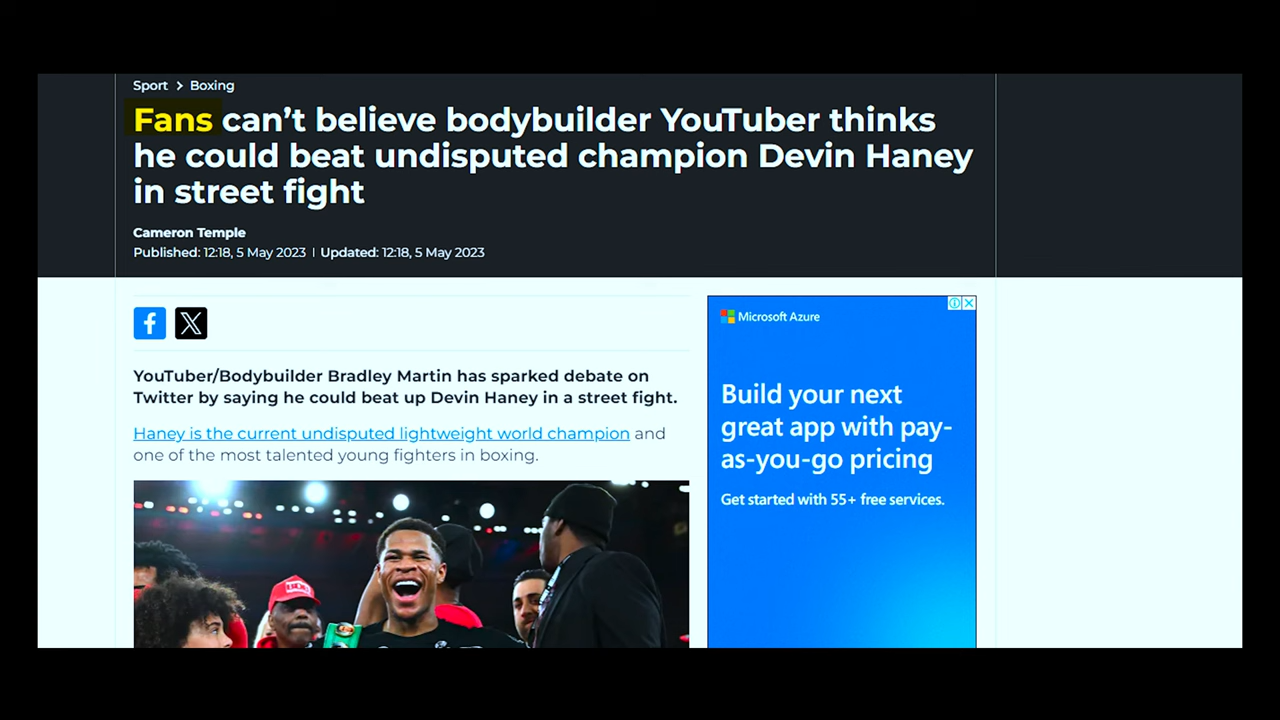 Sport > Boxing
Fans can't believe bodybuilder YouTuber thinks
he could beat undisputed champion Devin Haney
in street fight
Cameron Temple
Published: 12:18, 5 May 2023 | Updated: 12:18, 5 May 2023
YouTuber/Bodybuilder Bradley Martin has sparked debate on
Twitter by saying he could beat up Devin Haney in a street fight.
Haney is the current undisputed lightweight world champion and
one of the most talented young fighters in boxing.
Microsoft Azure
Build your next
great app with pay-
as-you-go pricing
Get started with 55+ free services.